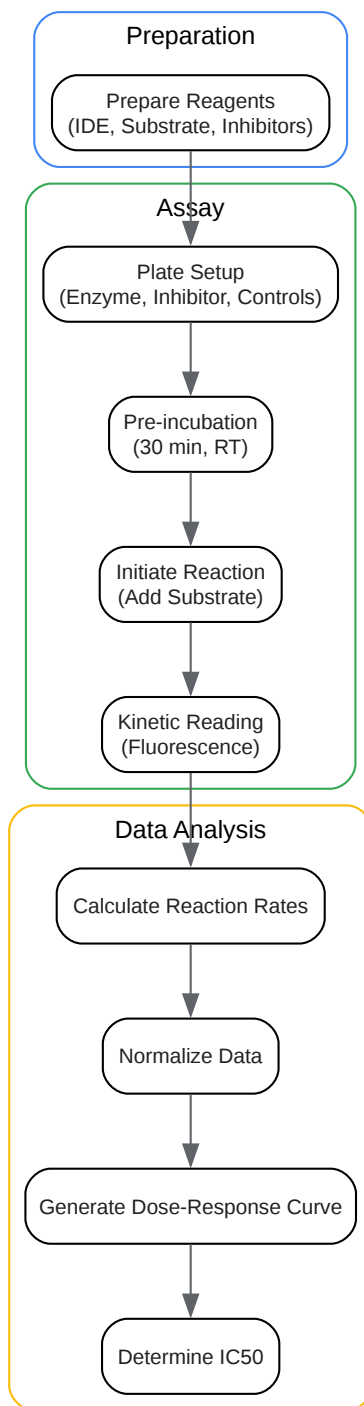 Preparation
Prepare Reagents
(IDE, Substrate, Inhibitors)
Assay
Plate Setup
(Enzyme, Inhibitor, Controls)
Pre-incubation
(30 min, RT)
Initiate Reaction
(Add Substrate)
Kinetic Reading
(Fluorescence)
Data Analysis
Calculate Reaction Rates
Normalize Data
Generate Dose-Response Curve
Determine IC50